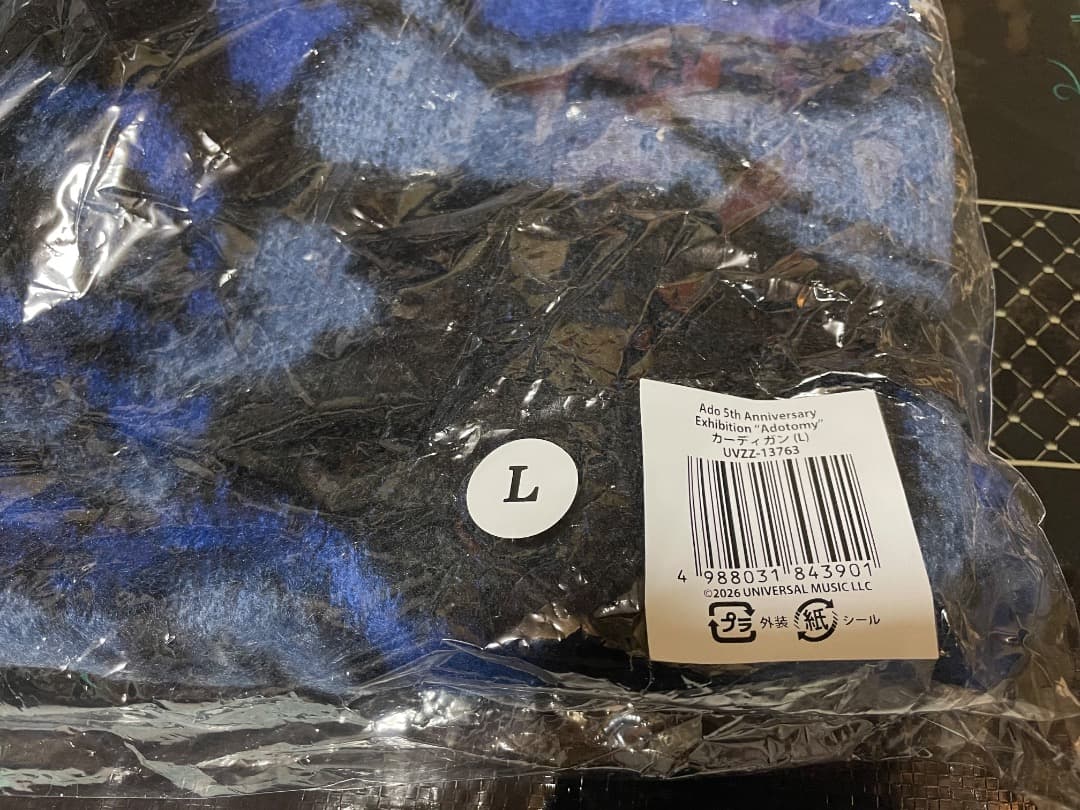 L
Ado 5th Anniversary
Exhibition "Adotomy"
カーディガン (L)
UVZZ-13763
4 988031 843901
©2026 UNIVERSAL MUSIC LLC
プラ 外装 紙 シール